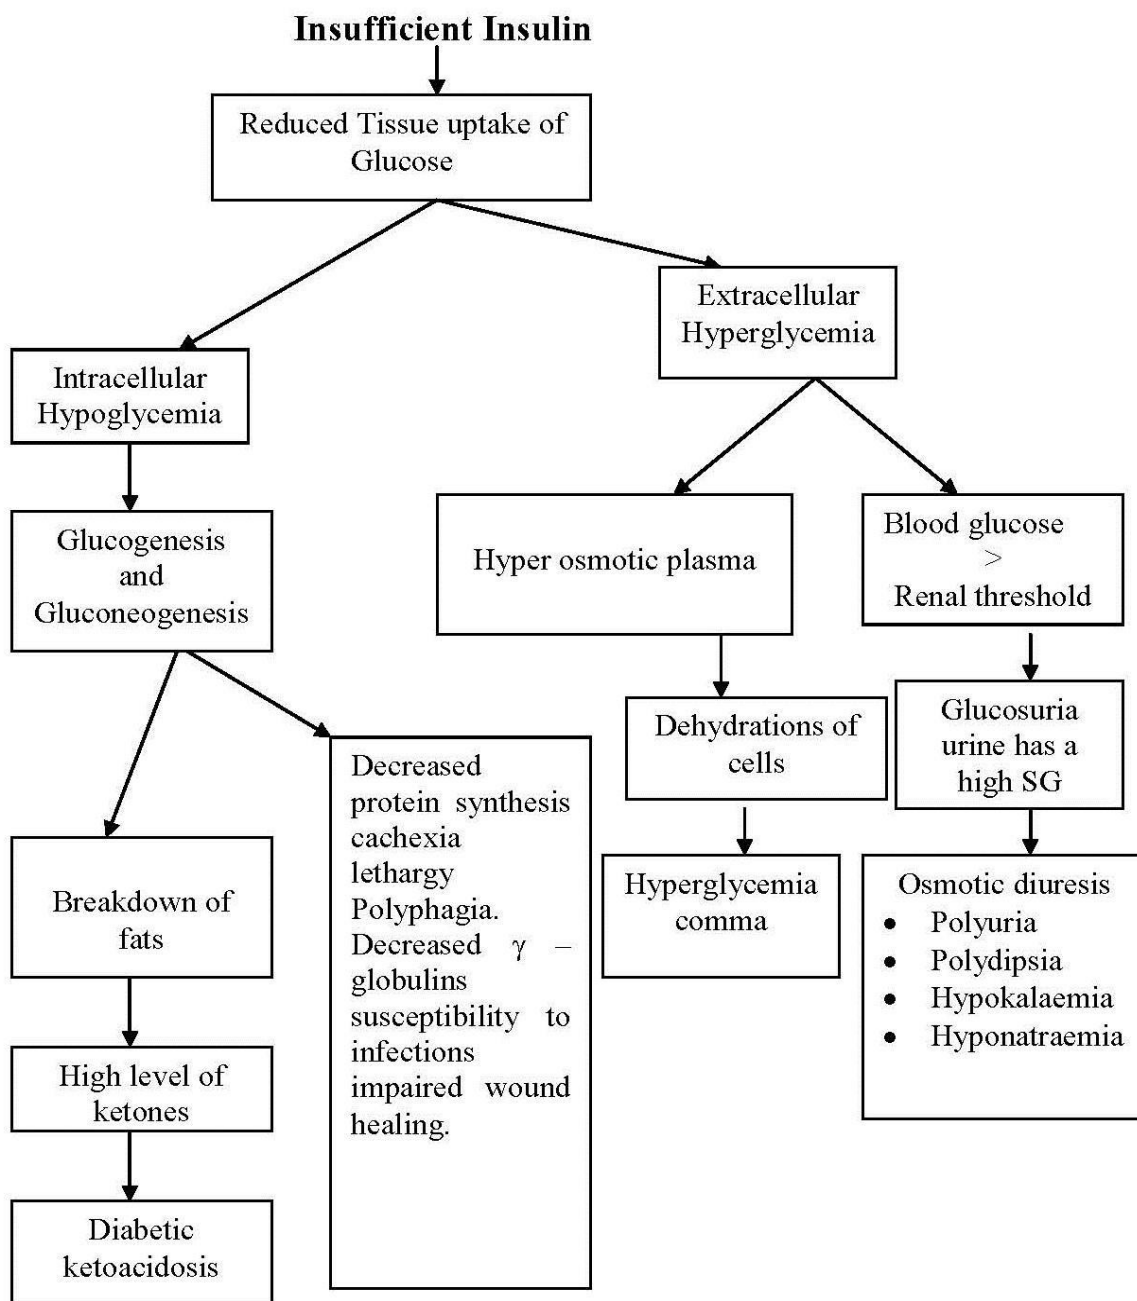 Insufficient Insulin
Reduced Tissue uptake of
Glucose
Extracellular
Hyperglycemia
Intracellular
Hypoglycemia
Glucogenesis
and
Gluconeogenesis
Hyper osmotic plasma
Blood glucose
>
Renal threshold
Dehydrations of
cells
Glucosuria
urine has a
high SG
Decreased
protein synthesis
cachexia
lethargy
Polyphagia.
Decreased γ –
globulins
susceptibility to
infections
impaired wound
healing.
Breakdown of
fats
Hyperglycemia
comma
Osmotic diuresis
• Polyuria
• Polydipsia
• Hypokalaemia
• Hyponatraemia
High level of
ketones
Diabetic
ketoacidosis